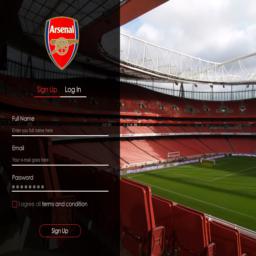 Arsenal
Sign Up Log In
Full Name
Enter you full name here
Email
Your e-mail goes here
Password
I agree all terms and condition
Sign Up